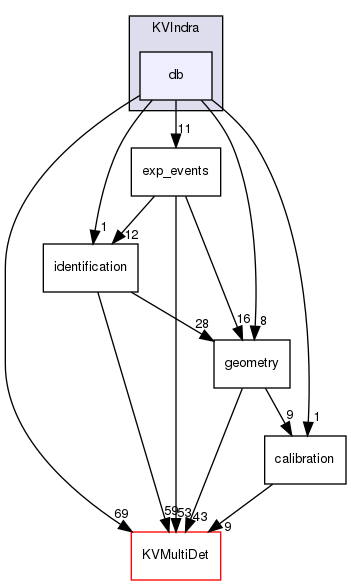 KVIndra
db
11
exp_events
1
12
identification
28
16
8
geometry
9
1
calibration
69
59
53
43
9
KVMultiDet